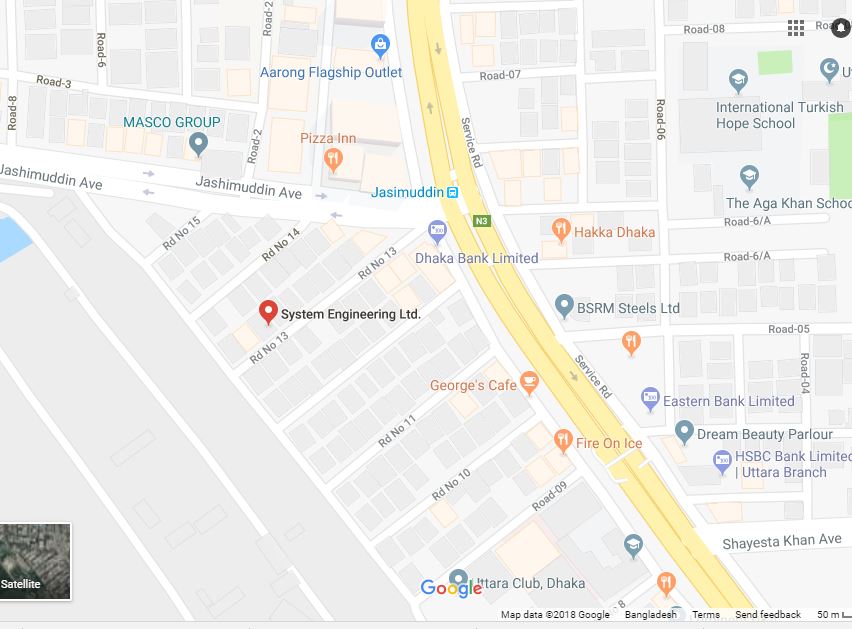 Road-08
Road-6
Road-2
Road-07
Aarong Flagship Outlet
Road-3
International Turkish
Hope School
Road-8
MASCO GROUP
Road-2
Pizza Inn
Service Rd
Road-06
Jashimuddin Ave
Jashimuddin Ave
Jasimuddin
The Aga Khan Schoo
N3
Road-6/A
Rd No 15
Rd No 14
Hakka Dhaka
Rd No 13
Dhaka Bank Limited
Road-6/A
System Engineering Ltd.
BSRM Steels Ltd
Rd No 13
Road-05
Service Rd
Road-04
George's Cafe
Eastern Bank Limited
Rd No 11
Fire On Ice
Dream Beauty Parlour
HSBC Bank Limited
| Uttara Branch
Rd No 10
Road-09
Shayesta Khan Ave
Satellite
Google
Uttara Club, Dhaka
Map data ©2018 Google Bangladesh Terms Send feedback 50 m